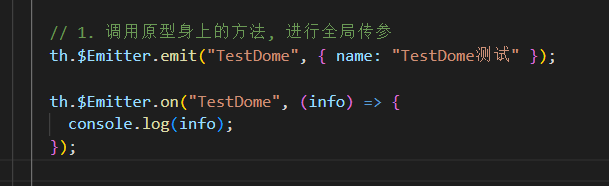 // 1. 调用原型身上的方法, 进行全局传参
th.$Emitter.emit("TestDome", { name: "TestDome测试" });
th.$Emitter.on("TestDome", (info) => {
console.log(info);
});